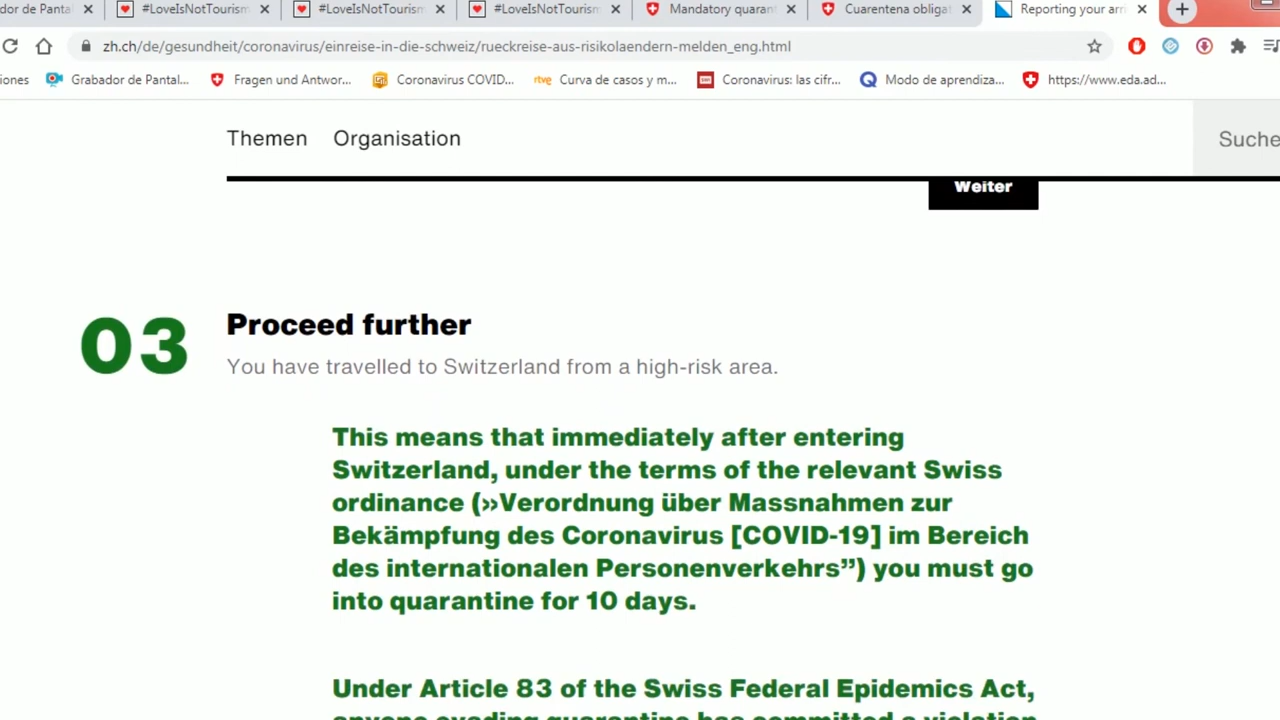 dor de Pantal #LoveIsNotTourism #LoveIsNotTourism #LoveIsNotTourism Mandatory quarant Cuarentena obligat Reporting your arri
zh.ch/de/gesundheit/coronavirus/einreise-in-die-schweiz/rueckreise-aus-risikolaendern-melden_eng.html
iones Grabador de Pantal... Fragen und Antwor... Coronavirus COVID... rtve Curva de casos y m... Coronavirus: las cifr... Modo de aprendiza... https://www.eda.ad...
Themen Organisation Suche
Weiter
03 Proceed further
You have travelled to Switzerland from a high-risk area.
This means that immediately after entering
Switzerland, under the terms of the relevant Swiss
ordinance (»Verordnung über Massnahmen zur
Bekämpfung des Coronavirus [COVID-19] im Bereich
des internationalen Personenverkehrs”) you must go
into quarantine for 10 days.
Under Article 83 of the Swiss Federal Epidemics Act,
anyone evading quarantine has committed a violation